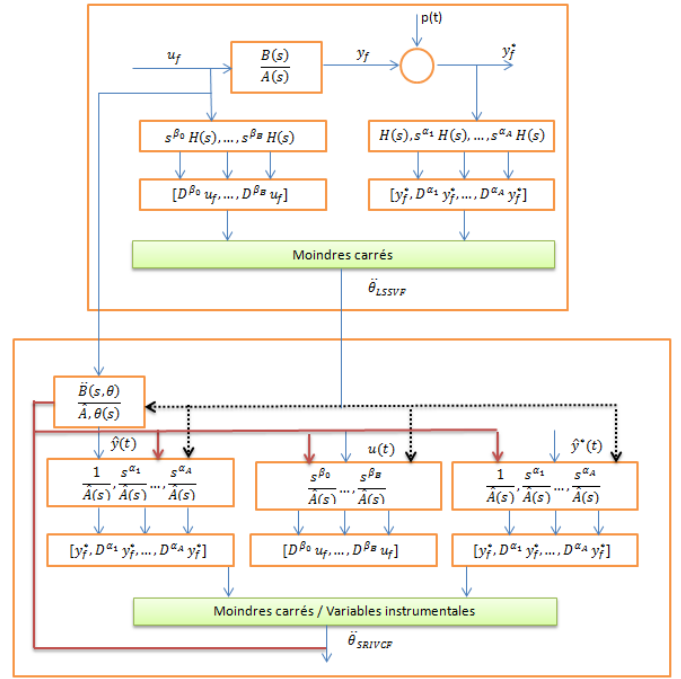 p(t)
u_f
B(s)/A(s)
y_f
y_f^*
s^{β_0} H(s), ..., s^{β_B} H(s)
H(s), s^{α_1} H(s), ..., s^{α_A} H(s)
[D^{β_0} u_f, ..., D^{β_B} u_f]
[y_f^*, D^{α_1} y_f^*, ..., D^{α_A} y_f^*]
Moindres carrés
θ̈_{LSSVF}
B̈(s,θ)/Â,θ(s)
ŷ(t)
u(t)
ŷ^*(t)
1/Â(s), s^{α_1}/Â(s) ..., s^{α_A}/Â(s)
s^{β_0}/Â(s) ..., s^{β_B}/Â(s)
1/Â(s), s^{α_1}/Â(s) ..., s^{α_A}/Â(s)
[y_f^*, D^{α_1} y_f^*, ..., D^{α_A} y_f^*]
[D^{β_0} u_f, ..., D^{β_B} u_f]
[y_f^*, D^{α_1} y_f^*, ..., D^{α_A} y_f^*]
Moindres carrés / Variables instrumentales
θ̈_{SRIVCF}